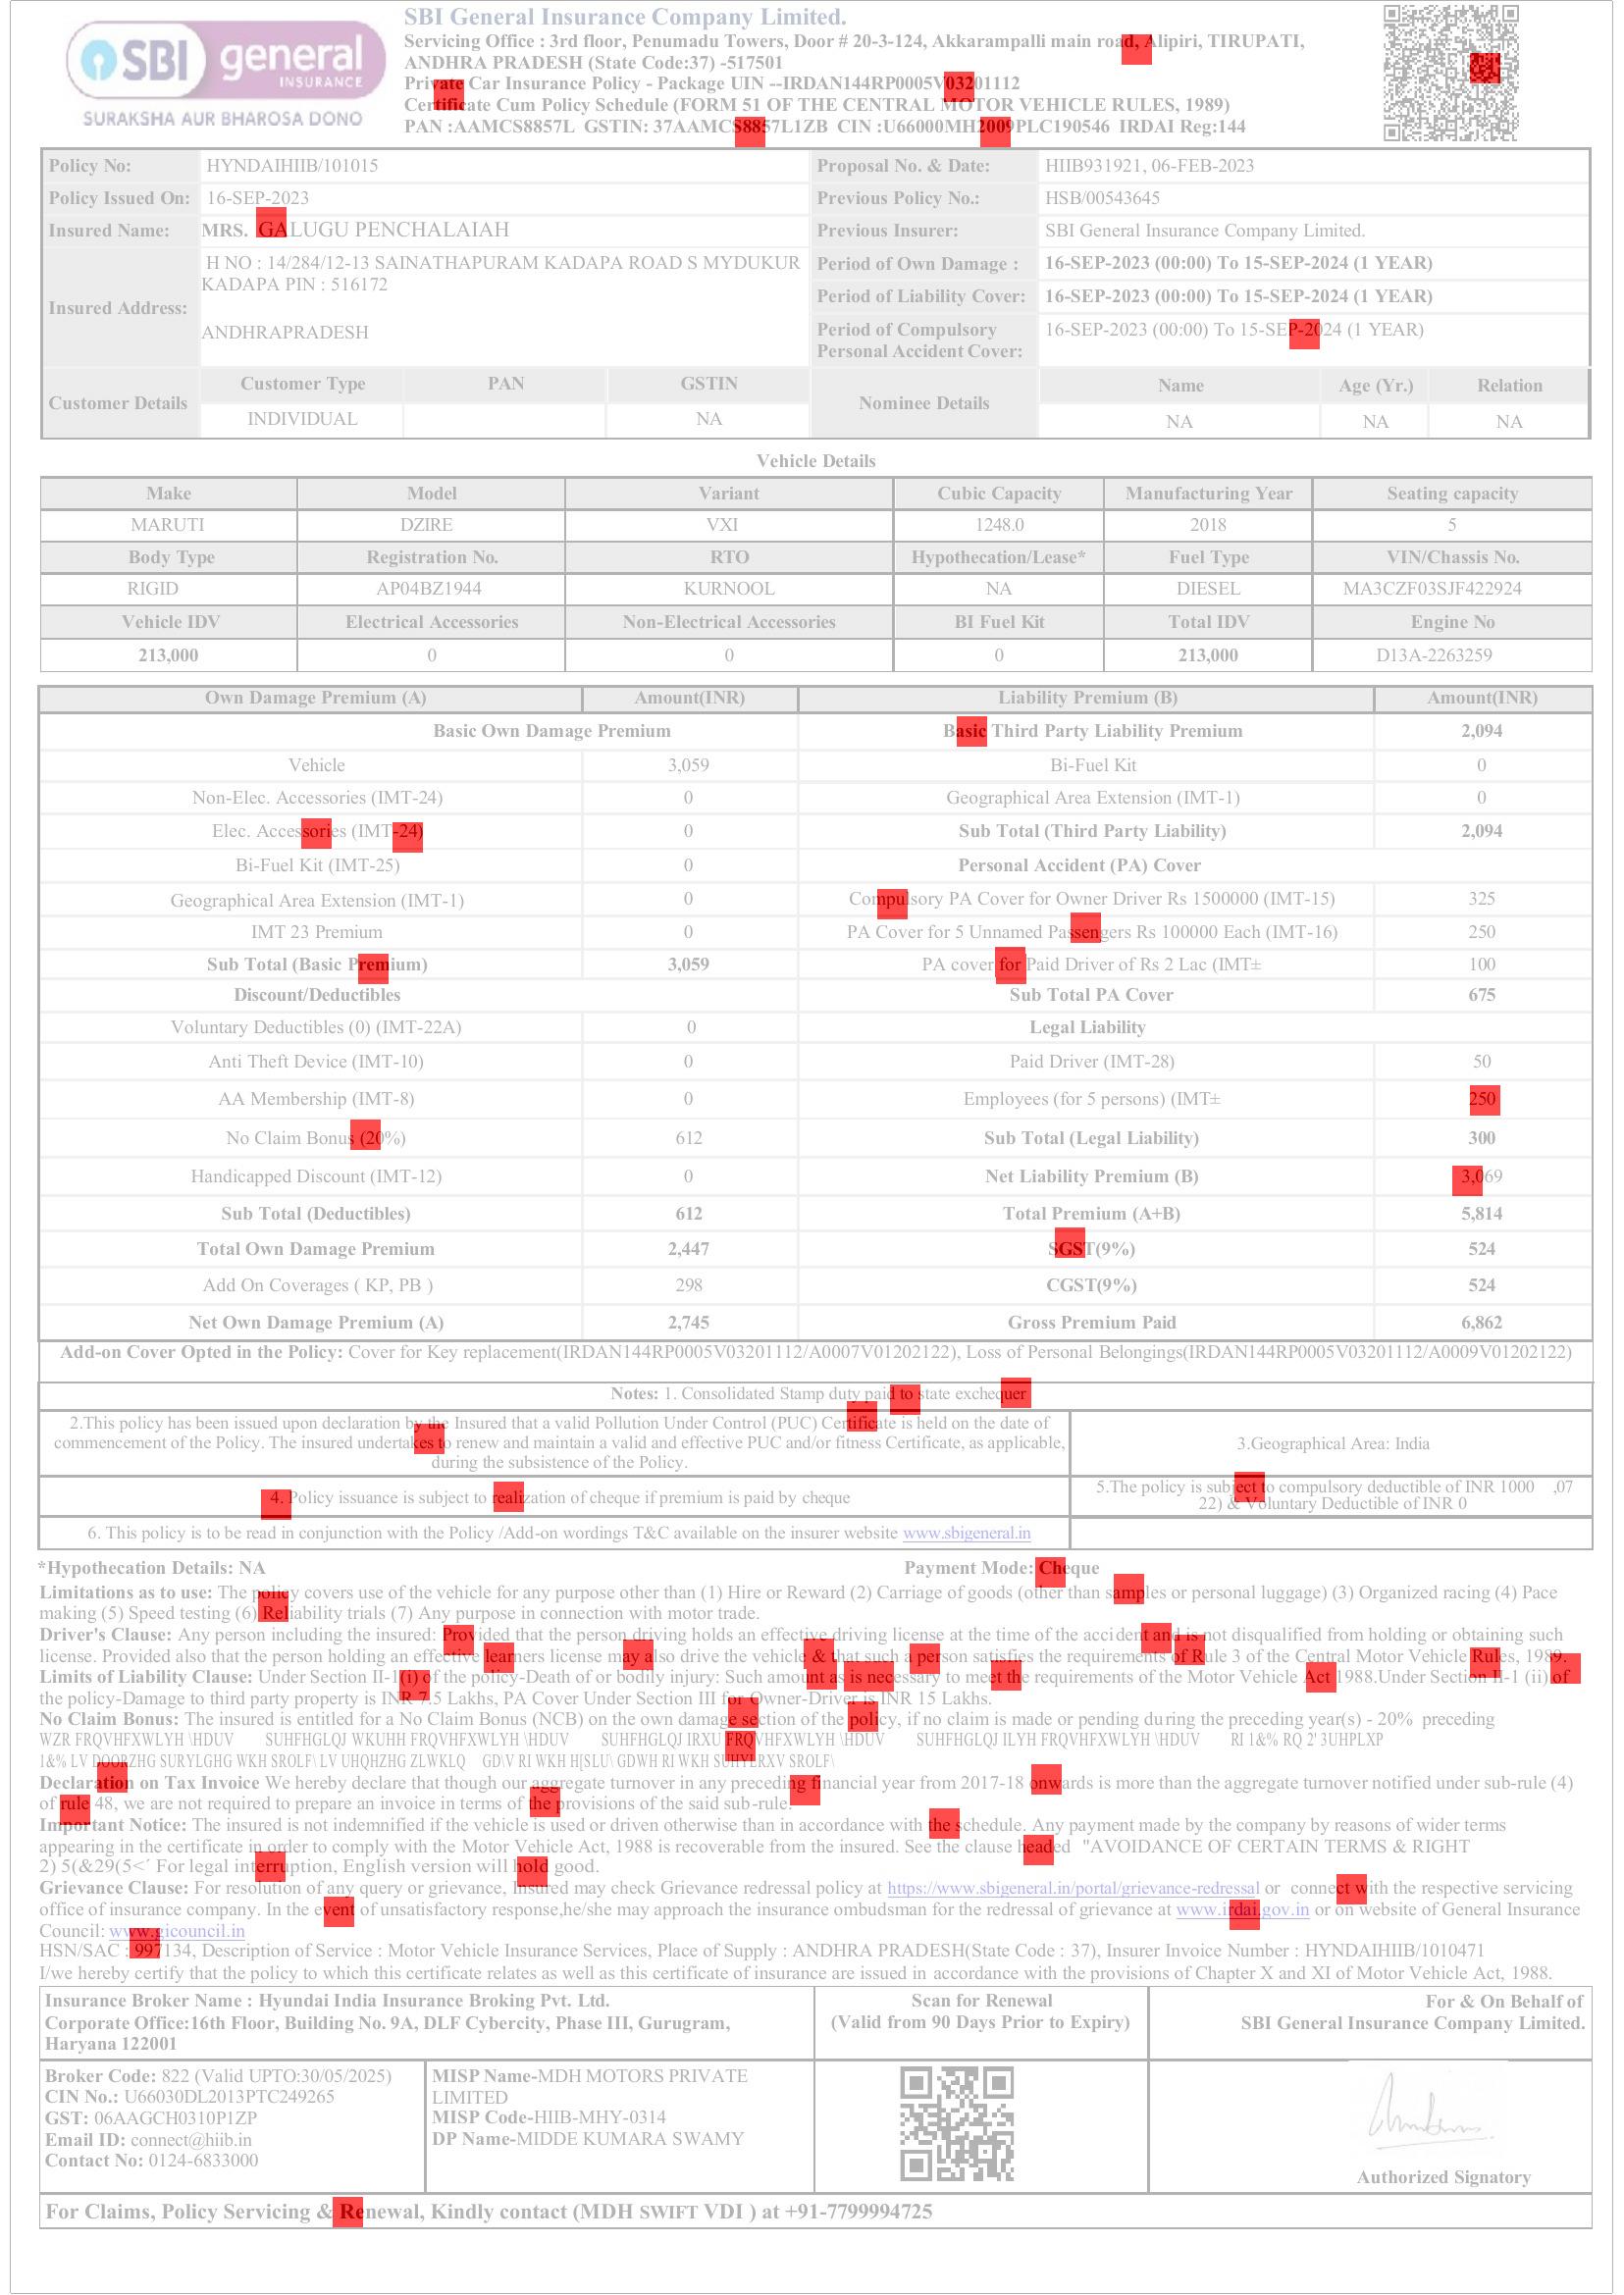 SBI general
INSURANCE
SURAKSHA AUR BHAROSA DONO
SBI General Insurance Company Limited.
Servicing Office : 3rd floor, Penumadu Towers, Door # 20-3-124, Akkarampalli main road, Alipiri, TIRUPATI,
ANDHRA PRADESH (State Code:37) -517501
Private Car Insurance Policy - Package UIN --IRDAN144RP0005V03201112
Certificate Cum Policy Schedule (FORM 51 OF THE CENTRAL MOTOR VEHICLE RULES, 1989)
PAN :AAMCS8857L GSTIN: 37AAMCS8857L1ZB CIN :U66000MH2009PLC190546 IRDAI Reg:144
Policy No: HYNDAIHIIB/101015 Proposal No. & Date: HIIB931921, 06-FEB-2023
Policy Issued On: 16-SEP-2023 Previous Policy No.: HSB/00543645
Insured Name: MRS. GALUGU PENCHALAIAH Previous Insurer: SBI General Insurance Company Limited.
Insured Address: H NO : 14/284/12-13 SAINATHAPURAM KADAPA ROAD S MYDUKUR
KADAPA PIN : 516172
ANDHRAPRADESH
Period of Own Damage : 16-SEP-2023 (00:00) To 15-SEP-2024 (1 YEAR)
Period of Liability Cover: 16-SEP-2023 (00:00) To 15-SEP-2024 (1 YEAR)
Period of Compulsory Personal Accident Cover: 16-SEP-2023 (00:00) To 15-SEP-2024 (1 YEAR)
Customer Details Customer Type PAN GSTIN Nominee Details Name Age (Yr.) Relation
INDIVIDUAL NA NA NA NA
Vehicle Details
Make Model Variant Cubic Capacity Manufacturing Year Seating capacity
MARUTI DZIRE VXI 1248.0 2018 5
Body Type Registration No. RTO Hypothecation/Lease* Fuel Type VIN/Chassis No.
RIGID AP04BZ1944 KURNOOL NA DIESEL MA3CZF03SJF422924
Vehicle IDV Electrical Accessories Non-Electrical Accessories BI Fuel Kit Total IDV Engine No
213,000 0 0 0 213,000 D13A-2263259
Own Damage Premium (A) Amount(INR) Liability Premium (B) Amount(INR)
Basic Own Damage Premium Basic Third Party Liability Premium 2,094
Vehicle 3,059 Bi-Fuel Kit 0
Non-Elec. Accessories (IMT-24) 0 Geographical Area Extension (IMT-1) 0
Elec. Accessories (IMT-24) 0 Sub Total (Third Party Liability) 2,094
Bi-Fuel Kit (IMT-25) 0 Personal Accident (PA) Cover
Geographical Area Extension (IMT-1) 0 Compulsory PA Cover for Owner Driver Rs 1500000 (IMT-15) 325
IMT 23 Premium 0 PA Cover for 5 Unnamed Passengers Rs 100000 Each (IMT-16) 250
Sub Total (Basic Premium) 3,059 PA cover for Paid Driver of Rs 2 Lac (IMT± 100
Discount/Deductibles Sub Total PA Cover 675
Voluntary Deductibles (0) (IMT-22A) 0 Legal Liability
Anti Theft Device (IMT-10) 0 Paid Driver (IMT-28) 50
AA Membership (IMT-8) 0 Employees (for 5 persons) (IMT± 250
No Claim Bonus (20%) 612 Sub Total (Legal Liability) 300
Handicapped Discount (IMT-12) 0 Net Liability Premium (B) 3,069
Sub Total (Deductibles) 612 Total Premium (A+B) 5,814
Total Own Damage Premium 2,447 SGST(9%) 524
Add On Coverages ( KP, PB ) 298 CGST(9%) 524
Net Own Damage Premium (A) 2,745 Gross Premium Paid 6,862
Add-on Cover Opted in the Policy: Cover for Key replacement(IRDAN144RP0005V03201112/A0007V01202122), Loss of Personal Belongings(IRDAN144RP0005V03201112/A0009V01202122)
Notes: 1. Consolidated Stamp duty paid to state exchequer
2.This policy has been issued upon declaration by the Insured that a valid Pollution Under Control (PUC) Certificate is held on the date of
commencement of the Policy. The insured undertakes to renew and maintain a valid and effective PUC and/or fitness Certificate, as applicable,
during the subsistence of the Policy.
3.Geographical Area: India
4. Policy issuance is subject to realization of cheque if premium is paid by cheque
5.The policy is subject to compulsory deductible of INR 1000 ,07
22) & Voluntary Deductible of INR 0
6. This policy is to be read in conjunction with the Policy /Add-on wordings T&C available on the insurer website www.sbigeneral.in
*Hypothecation Details: NA Payment Mode: Cheque
Limitations as to use: The policy covers use of the vehicle for any purpose other than (1) Hire or Reward (2) Carriage of goods (other than samples or personal luggage) (3) Organized racing (4) Pace
making (5) Speed testing (6) Reliability trials (7) Any purpose in connection with motor trade.
Driver's Clause: Any person including the insured: Provided that the person driving holds an effective driving license at the time of the accident and is not disqualified from holding or obtaining such
license. Provided also that the person holding an effective learners license may also drive the vehicle & that such a person satisfies the requirements of Rule 3 of the Central Motor Vehicle Rules, 1989.
Limits of Liability Clause: Under Section II-1 (i) of the policy-Death of or bodily injury: Such amount as is necessary to meet the requirements of the Motor Vehicle Act 1988.Under Section II-1 (ii) of
the policy-Damage to third party property is INR 7.5 Lakhs, PA Cover Under Section III for Owner-Driver is INR 15 Lakhs.
No Claim Bonus: The insured is entitled for a No Claim Bonus (NCB) on the own damage section of the policy, if no claim is made or pending during the preceding year(s) - 20% preceding
WZR FRQVHFXWLYH \HDUV SUHFHGLQJ WKUHH FRQVHFXWLYH \HDUV SUHFHGLQJ IRXU FRQVHFXWLYH \HDUV SUHFHGLQJ ILYH FRQVHFXWLYH \HDUV RI 1&% RQ 2' 3UHPLXP
1&% LV DOORZHG SURYLGHG WKH SROLF\ LV UHQHZHG ZLWKLQ GD\V RI WKH H[SLU\ GDWH RI WKH SUHYLRXV SROLF\
Declaration on Tax Invoice We hereby declare that though our aggregate turnover in any preceding financial year from 2017-18 onwards is more than the aggregate turnover notified under sub-rule (4)
of rule 48, we are not required to prepare an invoice in terms of the provisions of the said sub-rule.
Important Notice: The insured is not indemnified if the vehicle is used or driven otherwise than in accordance with the schedule. Any payment made by the company by reasons of wider terms
appearing in the certificate in order to comply with the Motor Vehicle Act, 1988 is recoverable from the insured. See the clause headed "AVOIDANCE OF CERTAIN TERMS & RIGHT
2) 5(&29(5<´ For legal interruption, English version will hold good.
Grievance Clause: For resolution of any query or grievance, Insured may check Grievance redressal policy at https://www.sbigeneral.in/portal/grievance-redressal or connect with the respective servicing
office of insurance company. In the event of unsatisfactory response,he/she may approach the insurance ombudsman for the redressal of grievance at www.irdai.gov.in or on website of General Insurance
Council: www.gicouncil.in
HSN/SAC : 997134, Description of Service : Motor Vehicle Insurance Services, Place of Supply : ANDHRA PRADESH(State Code : 37), Insurer Invoice Number : HYNDAIHIIB/1010471
I/we hereby certify that the policy to which this certificate relates as well as this certificate of insurance are issued in accordance with the provisions of Chapter X and XI of Motor Vehicle Act, 1988.
Insurance Broker Name : Hyundai India Insurance Broking Pvt. Ltd.
Corporate Office:16th Floor, Building No. 9A, DLF Cybercity, Phase III, Gurugram,
Haryana 122001
Scan for Renewal
(Valid from 90 Days Prior to Expiry)
For & On Behalf of
SBI General Insurance Company Limited.
Broker Code: 822 (Valid UPTO:30/05/2025)
CIN No.: U66030DL2013PTC249265
GST: 06AAGCH0310P1ZP
Email ID: connect@hiib.in
Contact No: 0124-6833000
MISP Name-MDH MOTORS PRIVATE
LIMITED
MISP Code-HIIB-MHY-0314
DP Name-MIDDE KUMARA SWAMY
Authorized Signatory
For Claims, Policy Servicing & Renewal, Kindly contact (MDH SWIFT VDI ) at +91-7799994725